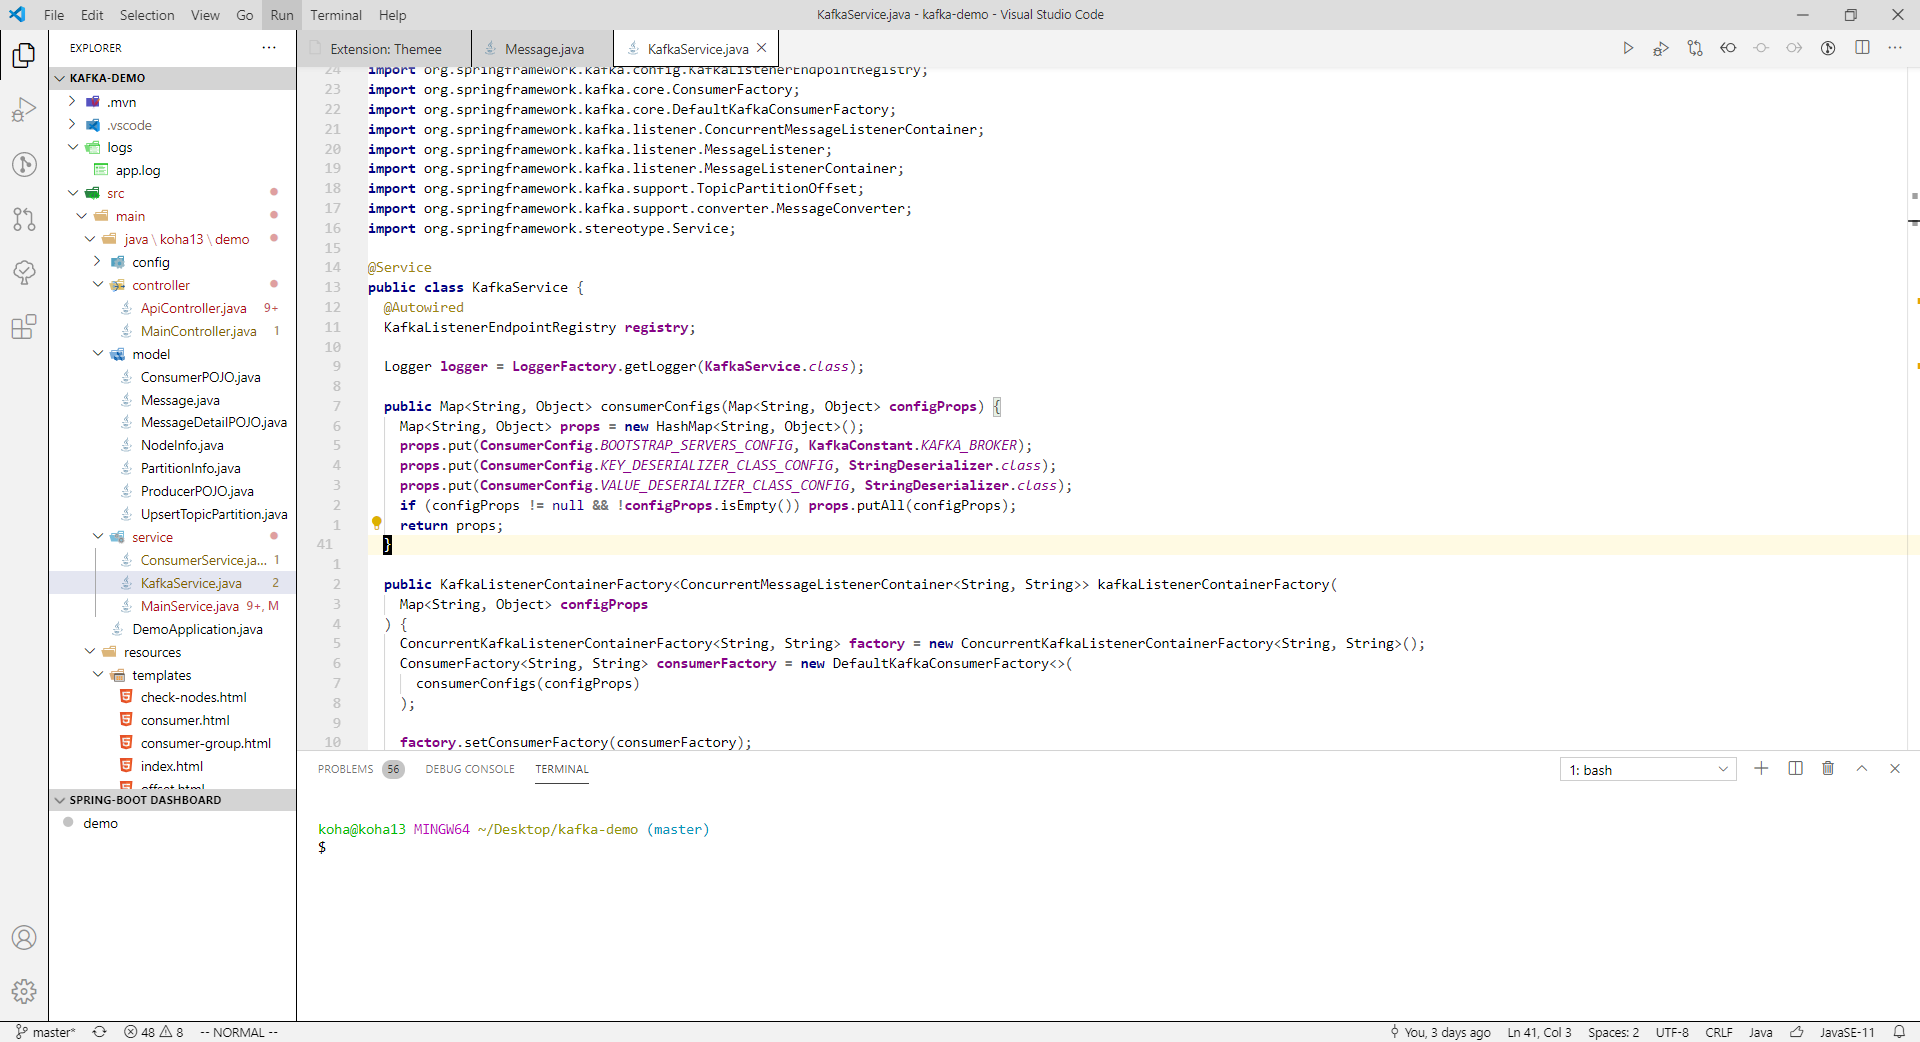 File Edit Selection View Go Run Terminal Help
KafkaService.java - kafka-demo - Visual Studio Code
EXPLORER
KAFKA-DEMO
.mvn
.vscode
logs
app.log
src
main
java \ koha13 \ demo
config
controller
ApiController.java 9+
MainController.java 1
model
ConsumerPOJO.java
Message.java
MessageDetailPOJO.java
NodeInfo.java
PartitionInfo.java
ProducerPOJO.java
UpsertTopicPartition.java
service
ConsumerService.ja... 1
KafkaService.java 2
MainService.java 9+, M
DemoApplication.java
resources
templates
check-nodes.html
consumer.html
consumer-group.html
index.html
offset.html
SPRING-BOOT DASHBOARD
demo
Extension: Themee
Message.java
KafkaService.java
24 import org.springframework.kafka.config.KafkaListenerEndpointRegistry;
23 import org.springframework.kafka.core.ConsumerFactory;
22 import org.springframework.kafka.core.DefaultKafkaConsumerFactory;
21 import org.springframework.kafka.listener.ConcurrentMessageListenerContainer;
20 import org.springframework.kafka.listener.MessageListener;
19 import org.springframework.kafka.listener.MessageListenerContainer;
18 import org.springframework.kafka.support.TopicPartitionOffset;
17 import org.springframework.kafka.support.converter.MessageConverter;
16 import org.springframework.stereotype.Service;
15
14 @Service
13 public class KafkaService {
12 @Autowired
11 KafkaListenerEndpointRegistry registry;
10
9 Logger logger = LoggerFactory.getLogger(KafkaService.class);
8
7 public Map<String, Object> consumerConfigs(Map<String, Object> configProps) {
6 Map<String, Object> props = new HashMap<String, Object>();
5 props.put(ConsumerConfig.BOOTSTRAP_SERVERS_CONFIG, KafkaConstant.KAFKA_BROKER);
4 props.put(ConsumerConfig.KEY_DESERIALIZER_CLASS_CONFIG, StringDeserializer.class);
3 props.put(ConsumerConfig.VALUE_DESERIALIZER_CLASS_CONFIG, StringDeserializer.class);
2 if (configProps != null && !configProps.isEmpty()) props.putAll(configProps);
1 return props;
41 }
1
2 public KafkaListenerContainerFactory<ConcurrentMessageListenerContainer<String, String>> kafkaListenerContainerFactory(
3 Map<String, Object> configProps
4 ) {
5 ConcurrentKafkaListenerContainerFactory<String, String> factory = new ConcurrentKafkaListenerContainerFactory<String, String>();
6 ConsumerFactory<String, String> consumerFactory = new DefaultKafkaConsumerFactory<>(
7 consumerConfigs(configProps)
8 );
9
10 factory.setConsumerFactory(consumerFactory);
PROBLEMS 56 DEBUG CONSOLE TERMINAL
1: bash
koha@koha13 MINGW64 ~/Desktop/kafka-demo (master)
$
master* 48 8 -- NORMAL --
You, 3 days ago Ln 41, Col 3 Spaces: 2 UTF-8 CRLF Java JavaSE-11